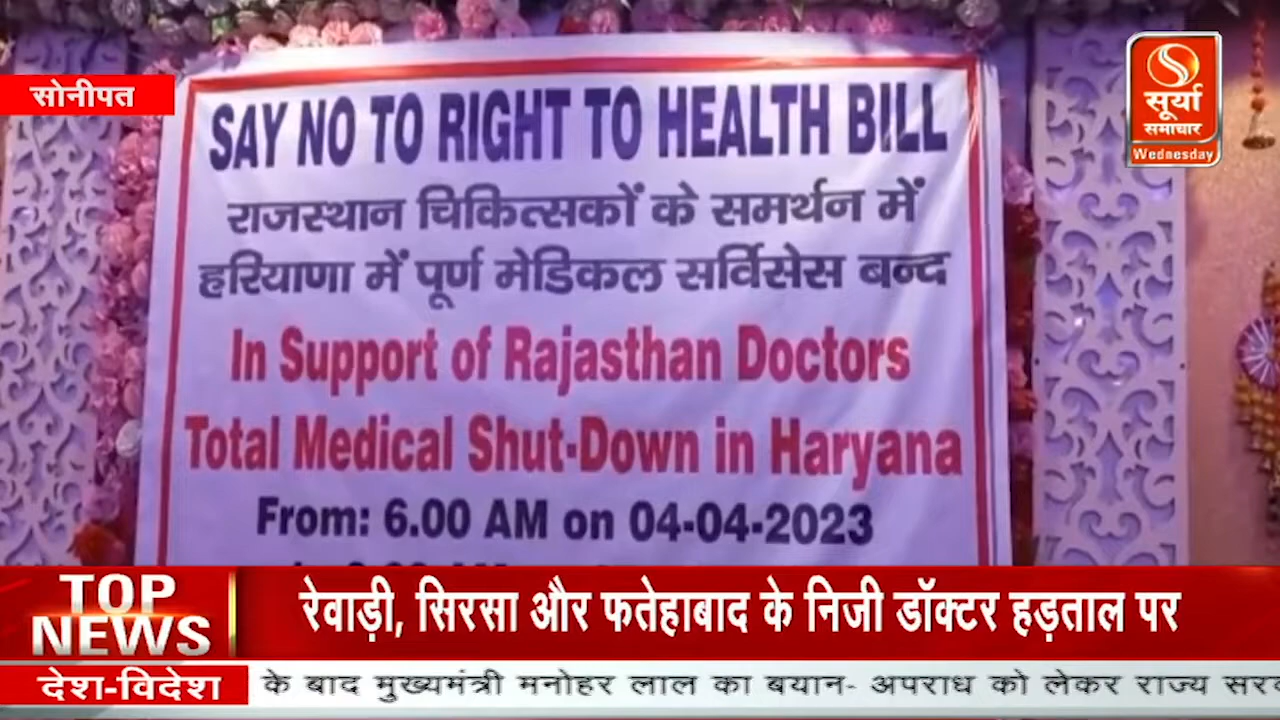 सोनीपत
सूर्या
समाचार
Wednesday
SAY NO TO RIGHT TO HEALTH BILL
राजस्थान चिकित्सकों के समर्थन में
हरियाणा में पूर्ण मेडिकल सर्विसेस बन्द
In Support of Rajasthan Doctors
Total Medical Shut-Down in Haryana
From: 6.00 AM on 04-04-2023
TOP
NEWS
रेवाड़ी, सिरसा और फतेहाबाद के निजी डॉक्टर हड़ताल पर
देश-विदेश
के बाद मुख्यमंत्री मनोहर लाल का बयान- अपराध को लेकर राज्य